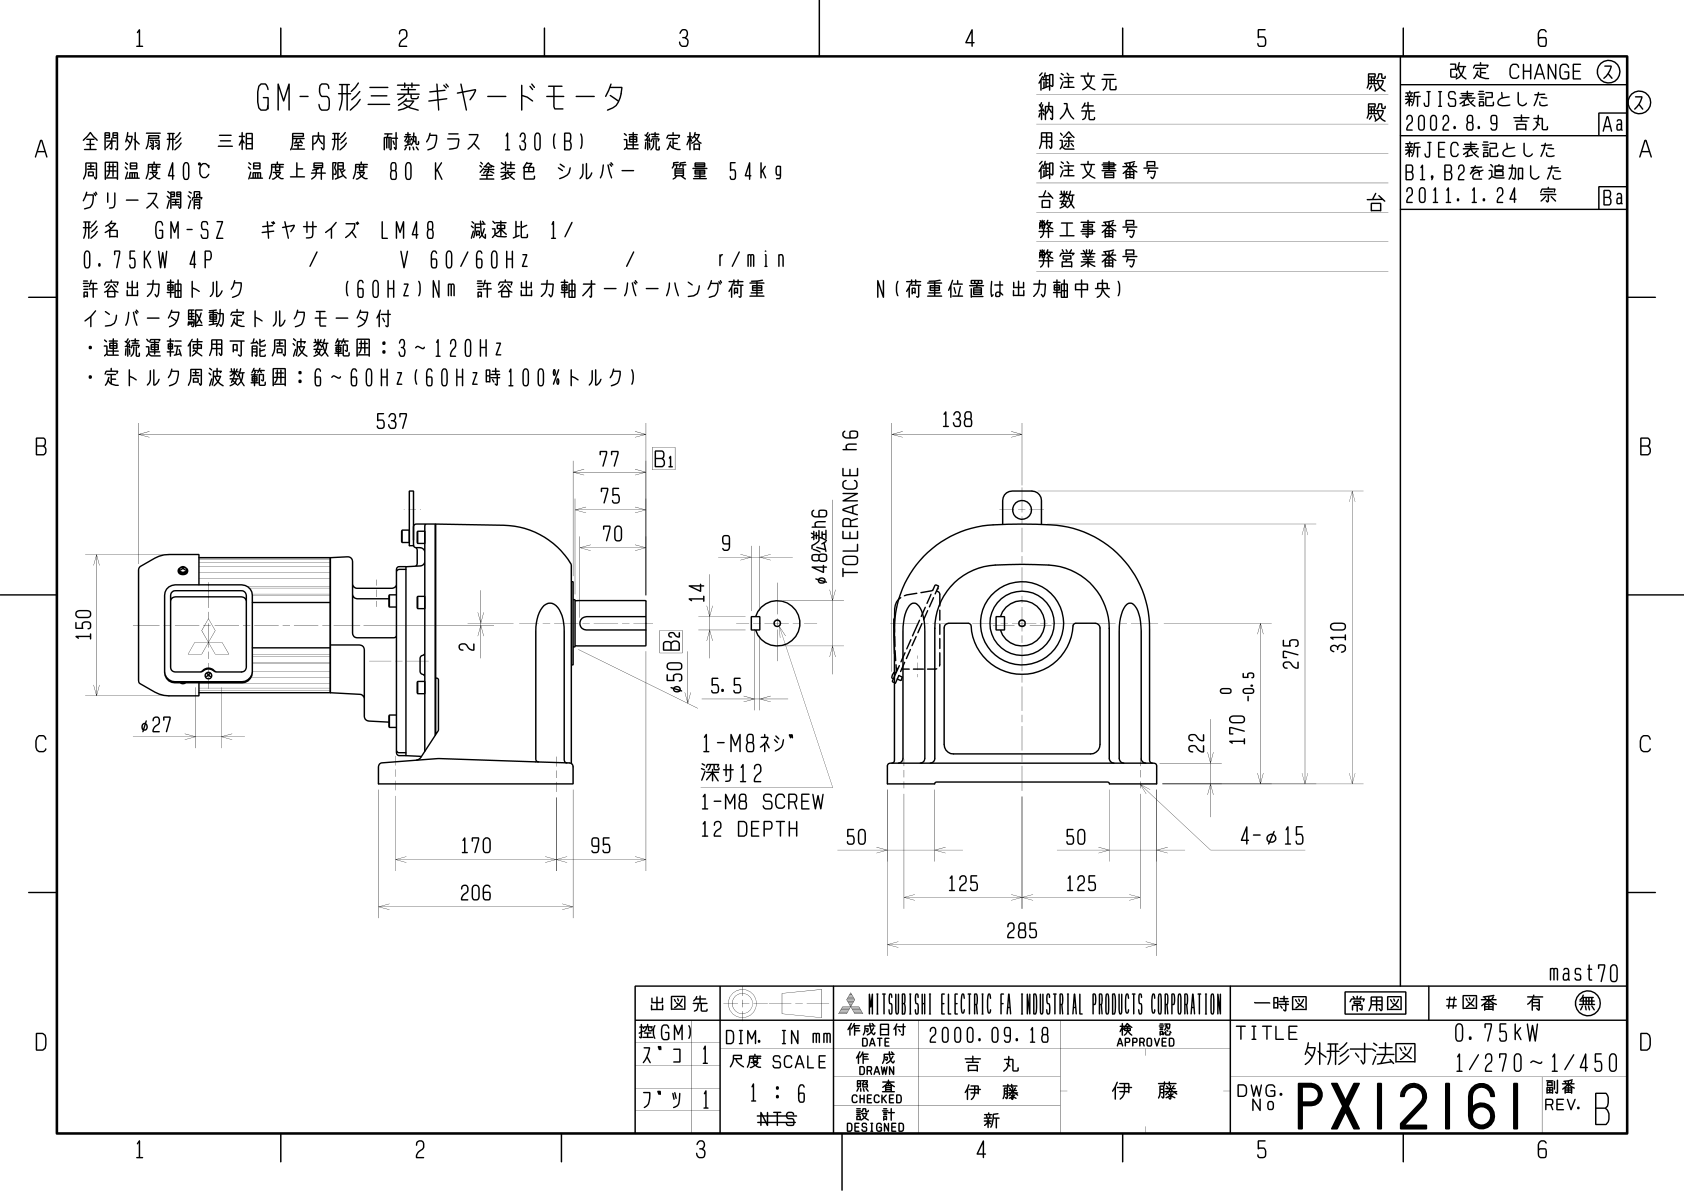 1 2 3 4 5 6
GM-S形三菱ギヤードモータ
全閉外扇形 三相 屋内形 耐熱クラス 130(B) 連続定格
周囲温度40℃ 温度上昇限度 80 K 塗装色 シルバー 質量 54kg
グリース潤滑
形名 GM-SZ ギヤサイズ LM48 減速比 1/
0.75KW 4P / V 60/60Hz / r/min
許容出力軸トルク (60Hz)Nm 許容出力軸オーバーハング荷重 N(荷重位置は出力軸中央)
インバータ駆動定トルクモータ付
・連続運転使用可能周波数範囲：3~120Hz
・定トルク周波数範囲：6~60Hz(60Hz時100%トルク)
御注文元 殿
納入先 殿
用途
御注文書番号
台数 台
弊工事番号
弊営業番号
改定 CHANGE ス
新JIS表記とした
2002.8.9 吉丸 Aa
新JEC表記とした
B1,B2を追加した
2011.1.24 宗 Ba
ス
A A
B B
C C
D D
537
77 B1
75
70
150
2
φ27
170 95
206
φ50 B2
9
14
5.5
φ48公差h6
TOLERANCE h6
1-M8ネジ
深サ12
1-M8 SCREW
12 DEPTH
138
310
275
170 0 -0.5
22
50 50
4-φ15
125 125
285
mast70
出図先
控(GM)
ズコ 1
ブツ 1
DIM. IN mm
尺度 SCALE
1 : 6
NTS
MITSUBISHI ELECTRIC FA INDUSTRIAL PRODUCTS CORPORATION
作成日付 DATE 2000.09.18
作成 DRAWN 吉丸
照査 CHECKED 伊藤
設計 DESIGNED 新
検認 APPROVED
伊藤
一時図 常用図 #図番 有 無
TITLE 外形寸法図
0.75kW
1/270~1/450
DWG. No PX12161
副番 REV. B
1 2 3 4 5 6